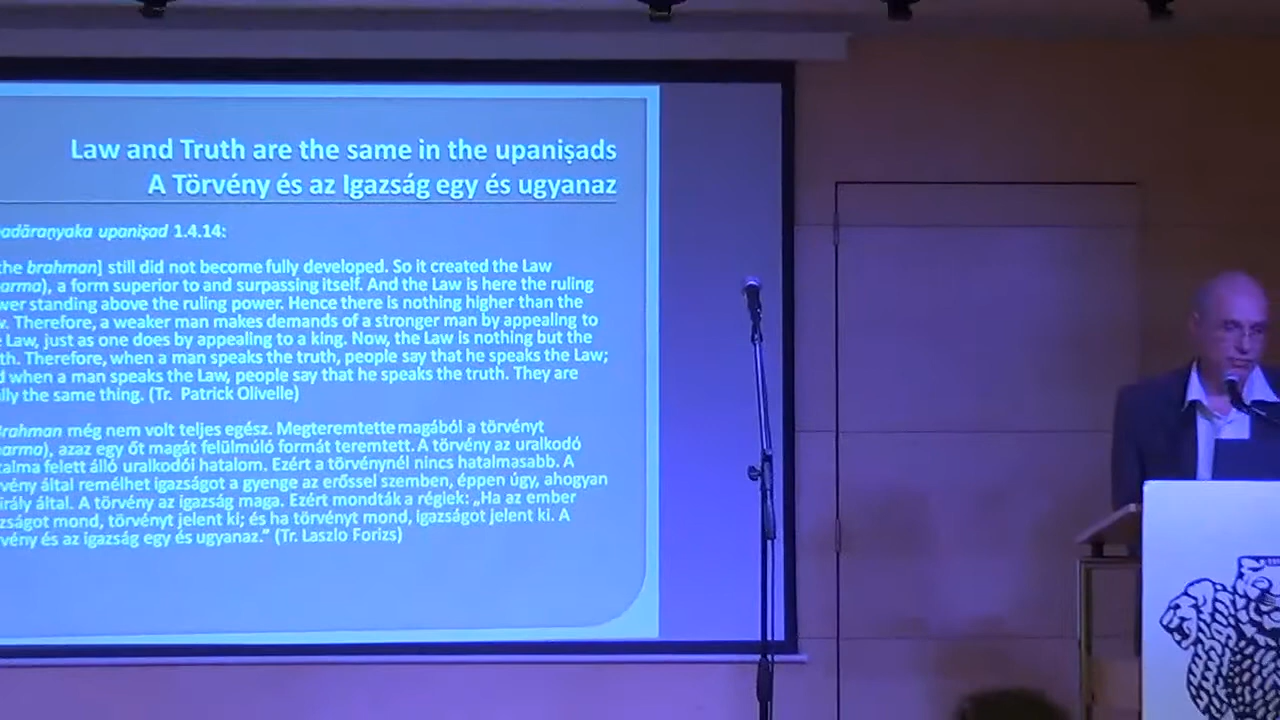 Law and Truth are the same in the upaniṣads
A Törvény és az Igazság egy és ugyanaz
upaniṣad 1.4.14:
brahman] still did not become fully developed. So it created the Law
a form superior to and surpassing itself. And the Law is here the ruling
standing above the ruling power. Hence there is nothing higher than the
Therefore, a weaker man makes demands of a stronger man by appealing to
Law, just as one does by appealing to a king. Now, the Law is nothing but the
Therefore, when a man speaks the truth, people say that he speaks the Law;
when a man speaks the Law, people say that he speaks the truth. They are
the same thing. (Tr. Patrick Olivelle)
még nem volt teljes egész. Megteremtette magából a törvényt
azaz egy őt magát felülmúló formát teremtett. A törvény az uralkodó
felett álló uralkodói hatalom. Ezért a törvénynél nincs hatalmasabb. A
által remélhet igazságot a gyenge az erőssel szemben, éppen úgy, ahogyan
által. A törvény az igazság maga. Ezért mondták a régiek: „Ha az ember
mond, törvényt jelent ki; és ha törvényt mond, igazságot jelent ki. A
és az igazság egy és ugyanaz.” (Tr. Laszlo Forizs)